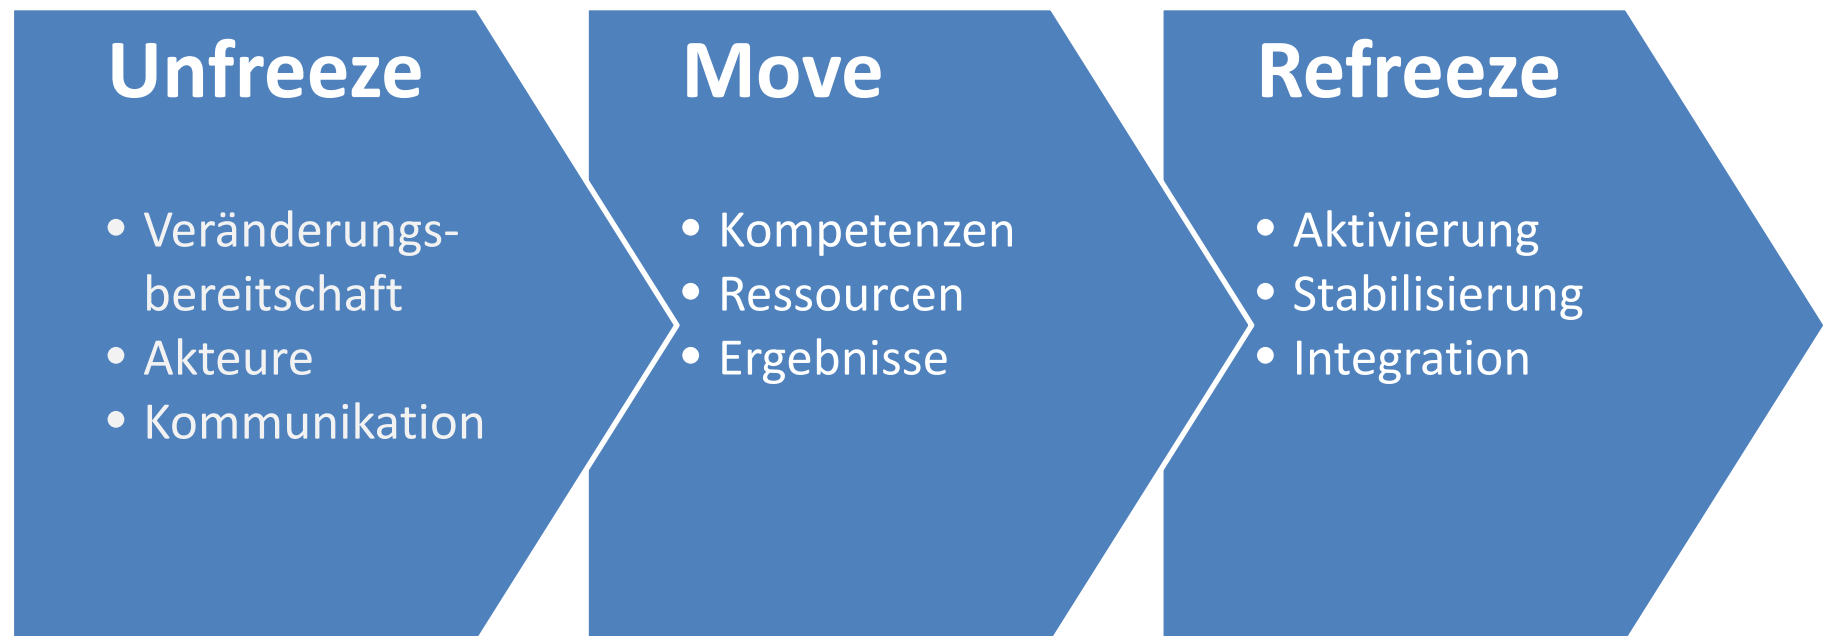 Unfreeze
• Veränderungs-
bereitschaft
• Akteure
• Kommunikation
Move
• Kompetenzen
• Ressourcen
• Ergebnisse
Refreeze
• Aktivierung
• Stabilisierung
• Integration